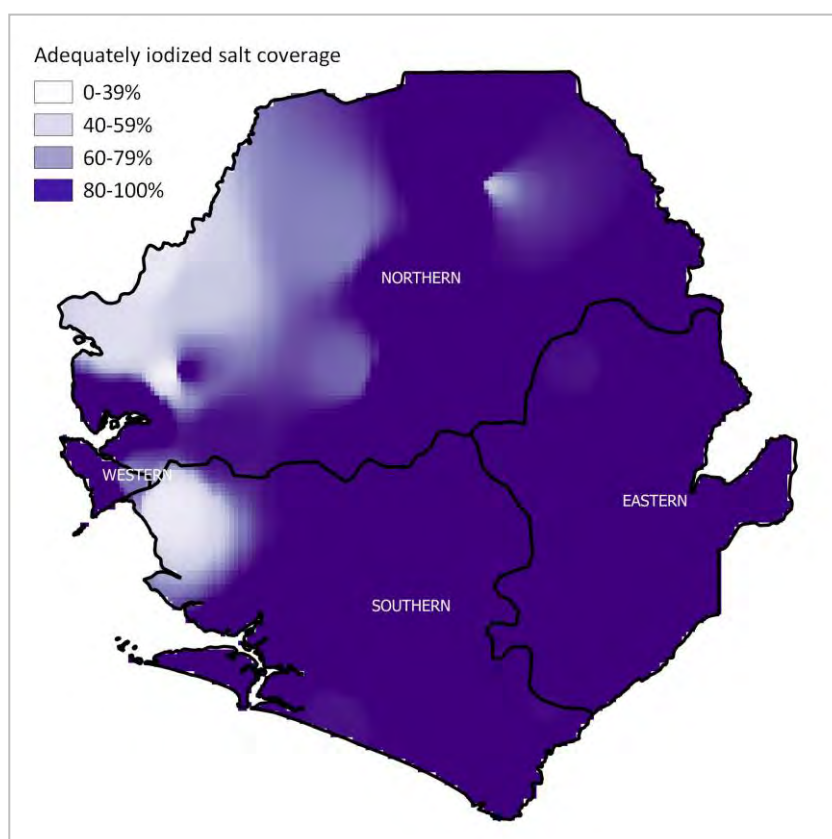 Adequately iodized salt coverage
0-39%
40-59%
60-79%
80-100%
NORTHERN
WESTERN
EASTERN
SOUTHERN